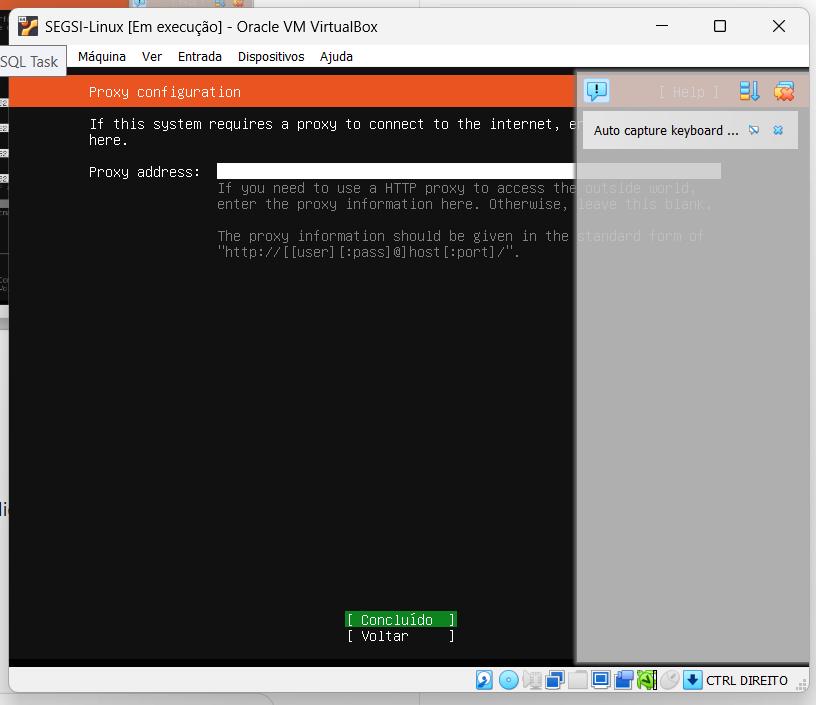 SEGSI-Linux [Em execução] - Oracle VM VirtualBox
SQL Task
Máquina Ver Entrada Dispositivos Ajuda
Proxy configuration [ Help ]
If this system requires a proxy to connect to the internet,
here.
Auto capture keyboard ...
Proxy address:
If you need to use a HTTP proxy to access the outside world,
enter the proxy information here. Otherwise, leave this blank.
The proxy information should be given in the standard form of
"http://[[user][:pass]@]host[:port]/".
[ Concluído ]
[ Voltar ]
CTRL DIREITO